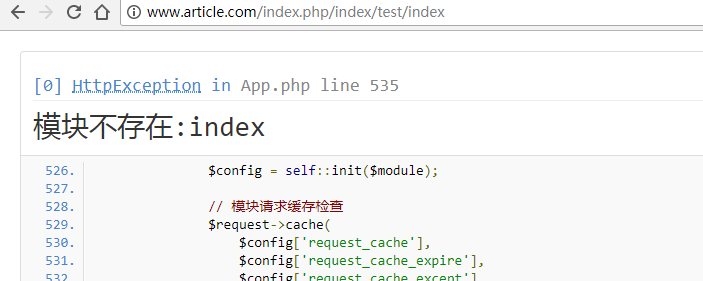 www.article.com/index.php/index/test/index
[0] HttpException in App.php line 535
模块不存在:index
526. $config = self::init($module);
527.
528. // 模块请求缓存检查
529. $request->cache(
530. $config['request_cache'],
531. $config['request_cache_expire'],
532. $config['request_cache_except'],